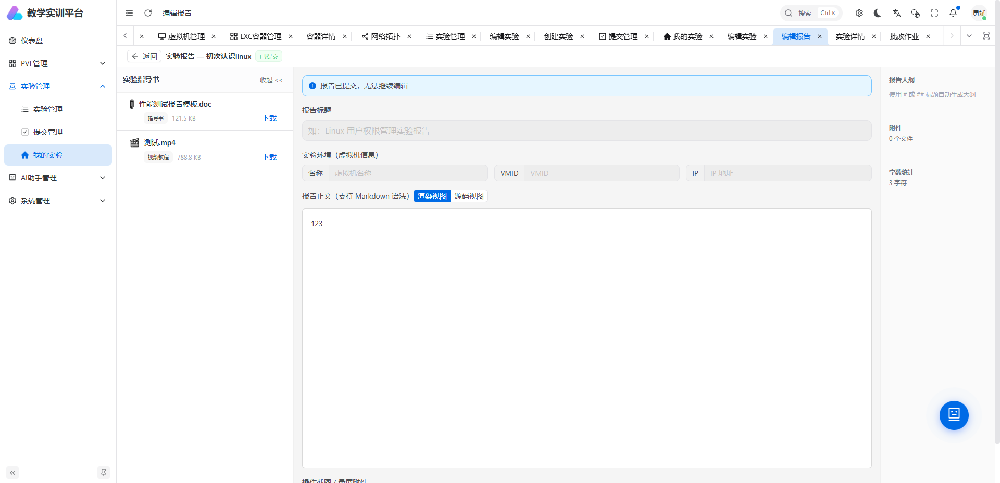 教学实训平台
编辑报告
搜索 Ctrl K
勇斌
仪表盘
PVE管理
实验管理
实验管理
提交管理
我的实验
AI助手管理
系统管理
虚拟机管理
LXC容器管理
容器详情
网络拓扑
实验管理
编辑实验
创建实验
提交管理
我的实验
编辑实验
编辑报告
实验详情
批改作业
返回 实验报告 — 初次认识linux 已提交
实验指导书 收起 <<
性能测试报告模板.doc
指导书 121.5 KB 下载
测试.mp4
视频教程 788.8 KB 下载
报告已提交，无法继续编辑
报告标题
如：Linux 用户权限管理实验报告
实验环境（虚拟机信息）
名称 虚拟机名称 VMID VMID IP IP 地址
报告正文（支持 Markdown 语法） 渲染视图 源码视图
123
操作截图 / 录屏附件
报告大纲
使用 # 或 ## 标题自动生成大纲
附件
0 个文件
字数统计
3 字符